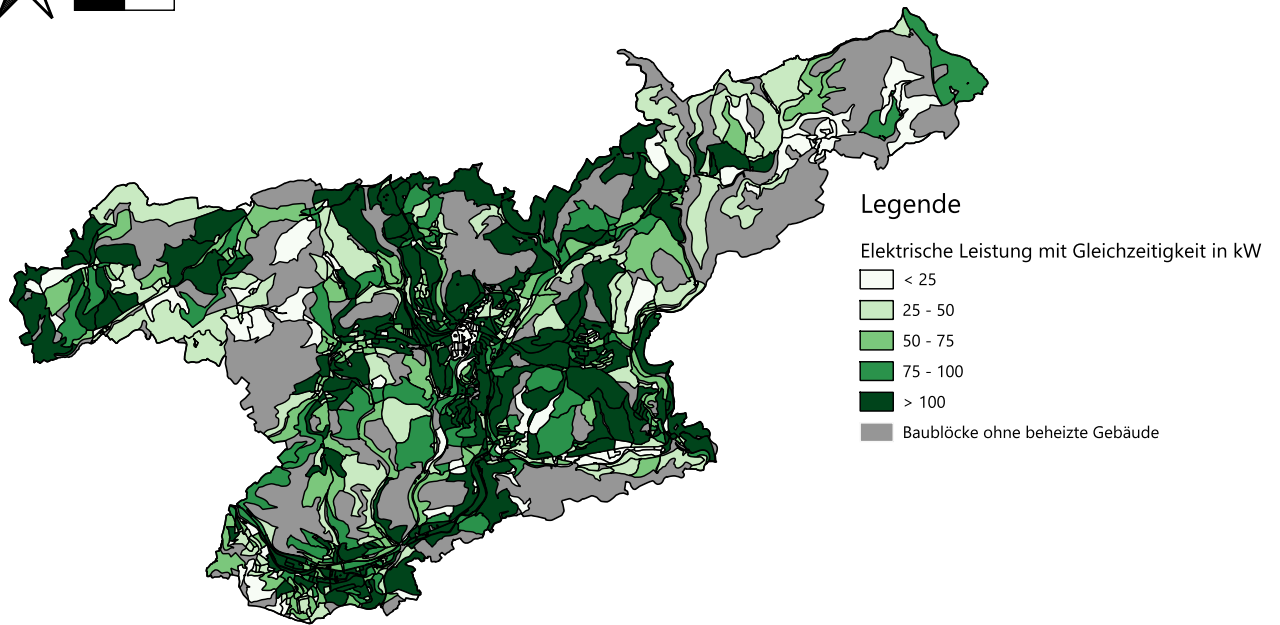 Legende
Elektrische Leistung mit Gleichzeitigkeit in kW
< 25
25 - 50
50 - 75
75 - 100
> 100
Baublöcke ohne beheizte Gebäude